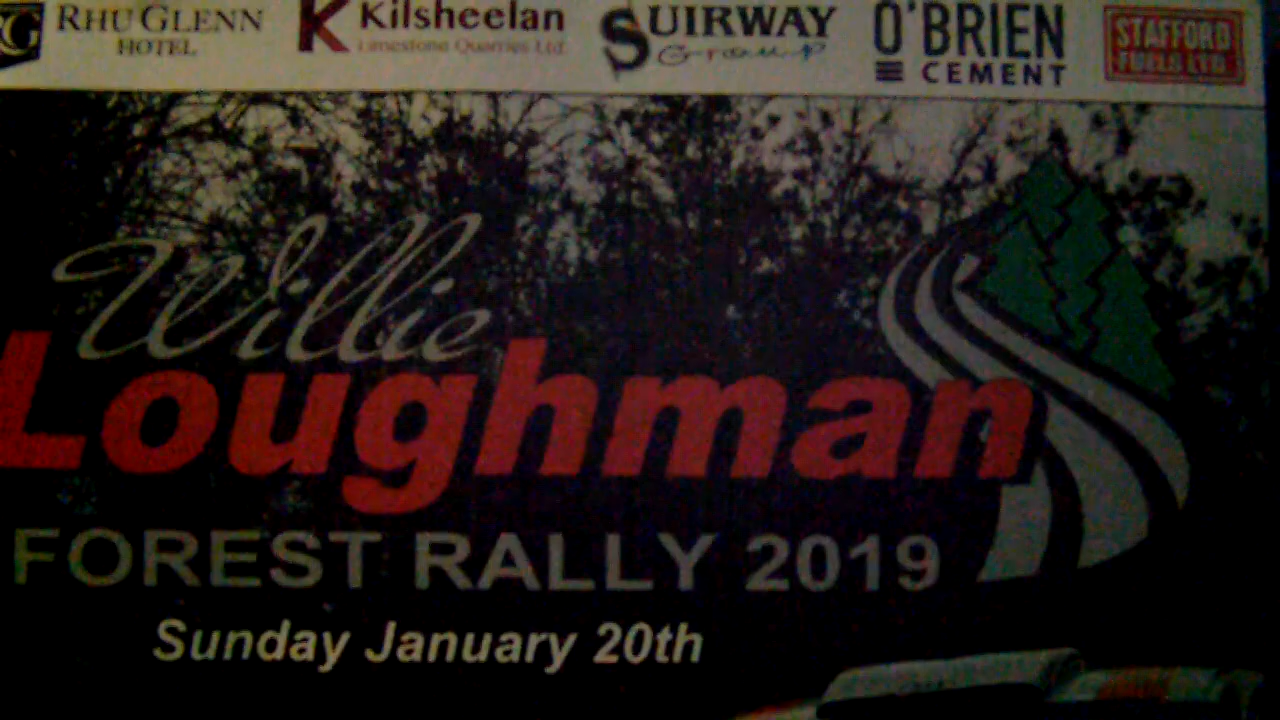 G RHU GLENN HOTEL
K Kilsheelan Limestone Quarries Ltd
SUIRWAY Group
O'BRIEN CEMENT
STAFFORD FUELS LTD
Willie
Loughman
FOREST RALLY 2019
Sunday January 20th